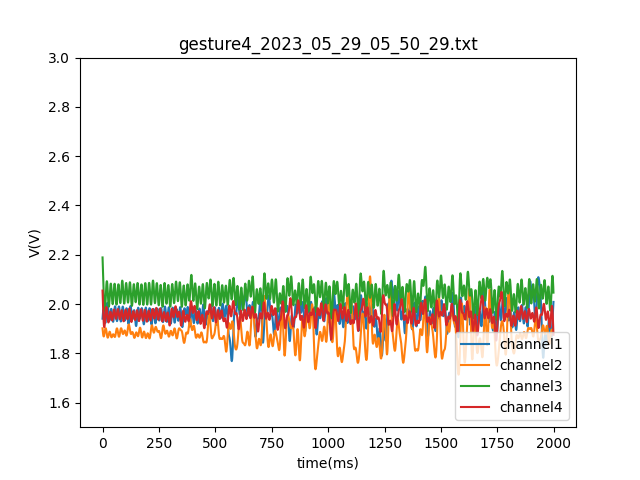 gesture4_2023_05_29_05_50_29.txt
3.0
2.8
2.6
2.4
2.2
2.0
1.8
1.6
V(V)
channel1
channel2
channel3
channel4
0 250 500 750 1000 1250 1500 1750 2000
time(ms)